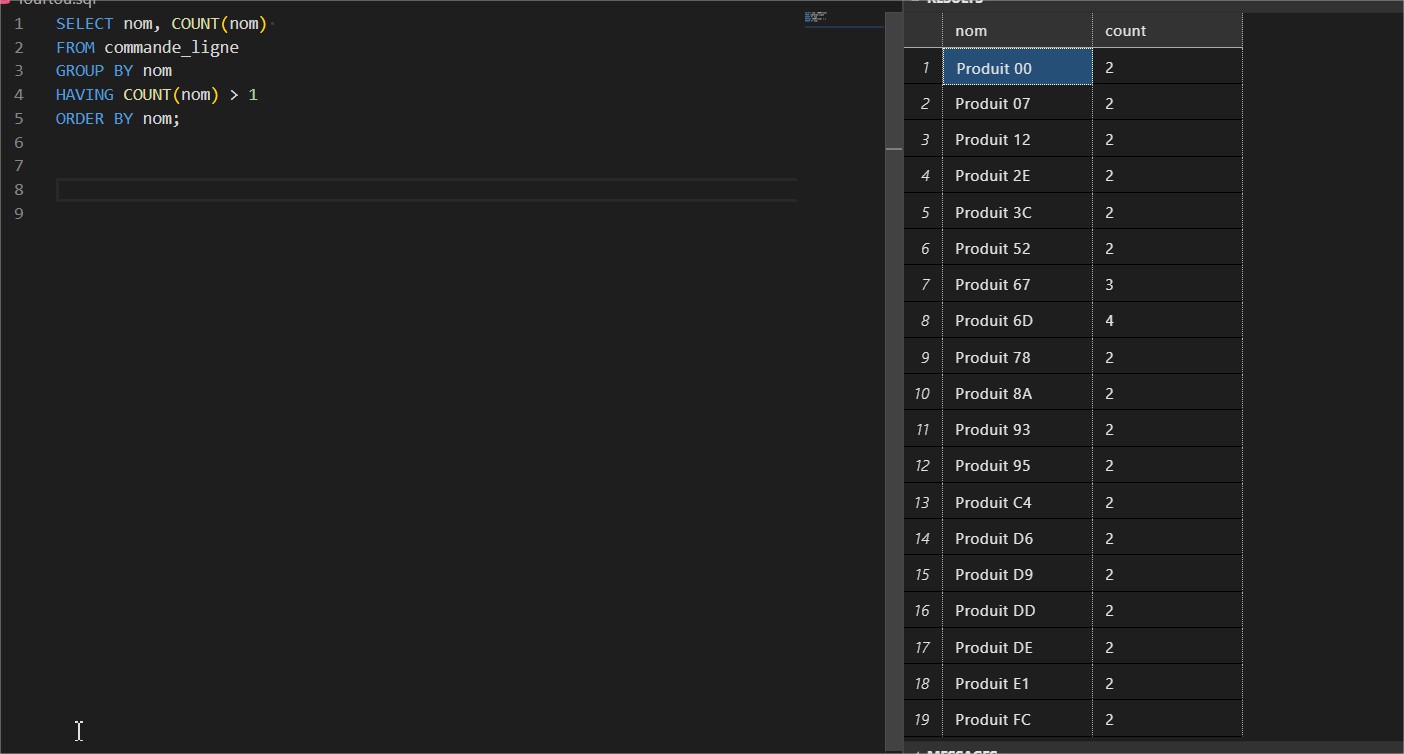 1 SELECT nom, COUNT(nom)
2 FROM commande_ligne
3 GROUP BY nom
4 HAVING COUNT(nom) > 1
5 ORDER BY nom;
6
7
8
9
RESULTS
nom count
1 Produit 00 2
2 Produit 07 2
3 Produit 12 2
4 Produit 2E 2
5 Produit 3C 2
6 Produit 52 2
7 Produit 67 3
8 Produit 6D 4
9 Produit 78 2
10 Produit 8A 2
11 Produit 93 2
12 Produit 95 2
13 Produit C4 2
14 Produit D6 2
15 Produit D9 2
16 Produit DD 2
17 Produit DE 2
18 Produit E1 2
19 Produit FC 2
MESSAGES